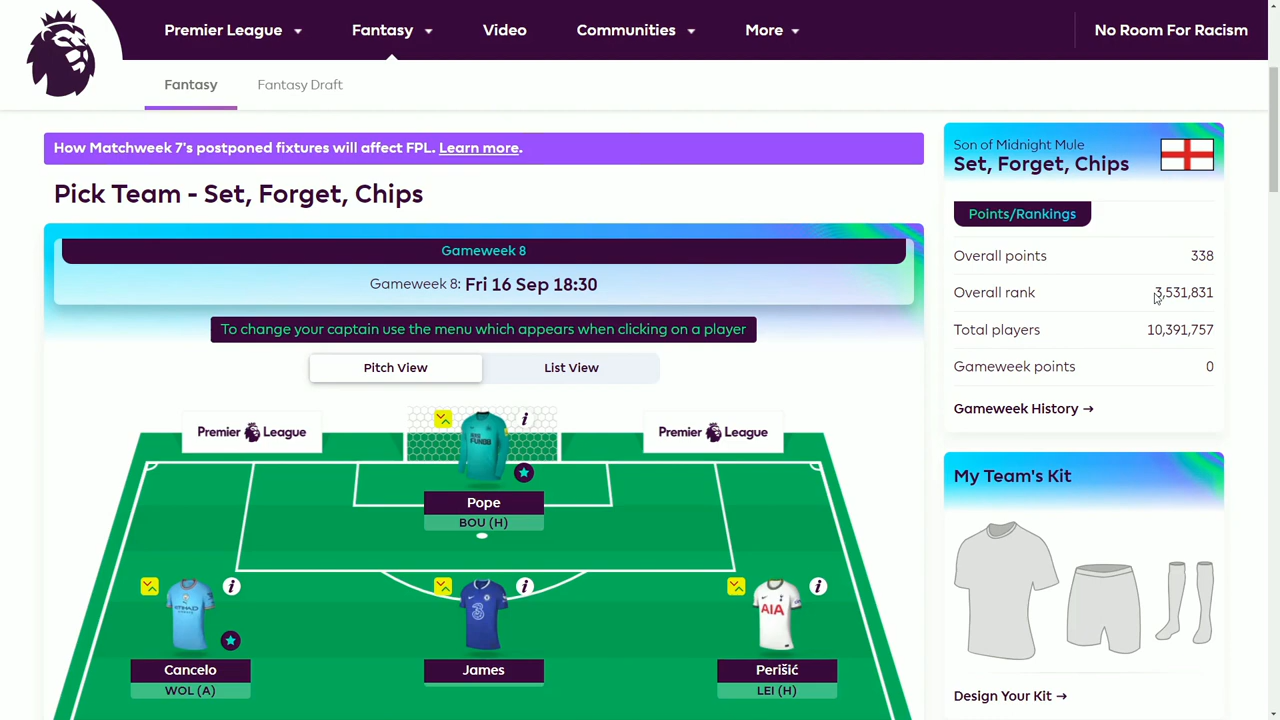 Premier League
Fantasy
Video
Communities
More
No Room For Racism
Fantasy
Fantasy Draft
How Matchweek 7's postponed fixtures will affect FPL. Learn more.
Pick Team - Set, Forget, Chips
Gameweek 8
Gameweek 8: Fri 16 Sep 18:30
To change your captain use the menu which appears when clicking on a player
Pitch View
List View
Premier League
Premier League
FUN88
Pope
BOU (H)
ETIHAD
3
AIA
Cancelo
WOL (A)
James
Perišić
LEI (H)
Son of Midnight Mule
Set, Forget, Chips
Points/Rankings
Overall points 338
Overall rank 3,531,831
Total players 10,391,757
Gameweek points 0
Gameweek History →
My Team's Kit
Design Your Kit →